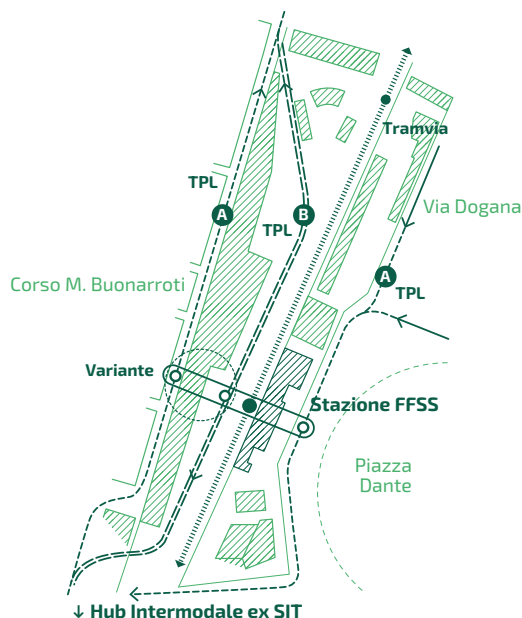 Tramvia
TPL
A
B
Via Dogana
TPL
A
Corso M. Buonarroti
TPL
Variante
Stazione FFSS
Piazza
Dante
↓ Hub Intermodale ex SIT